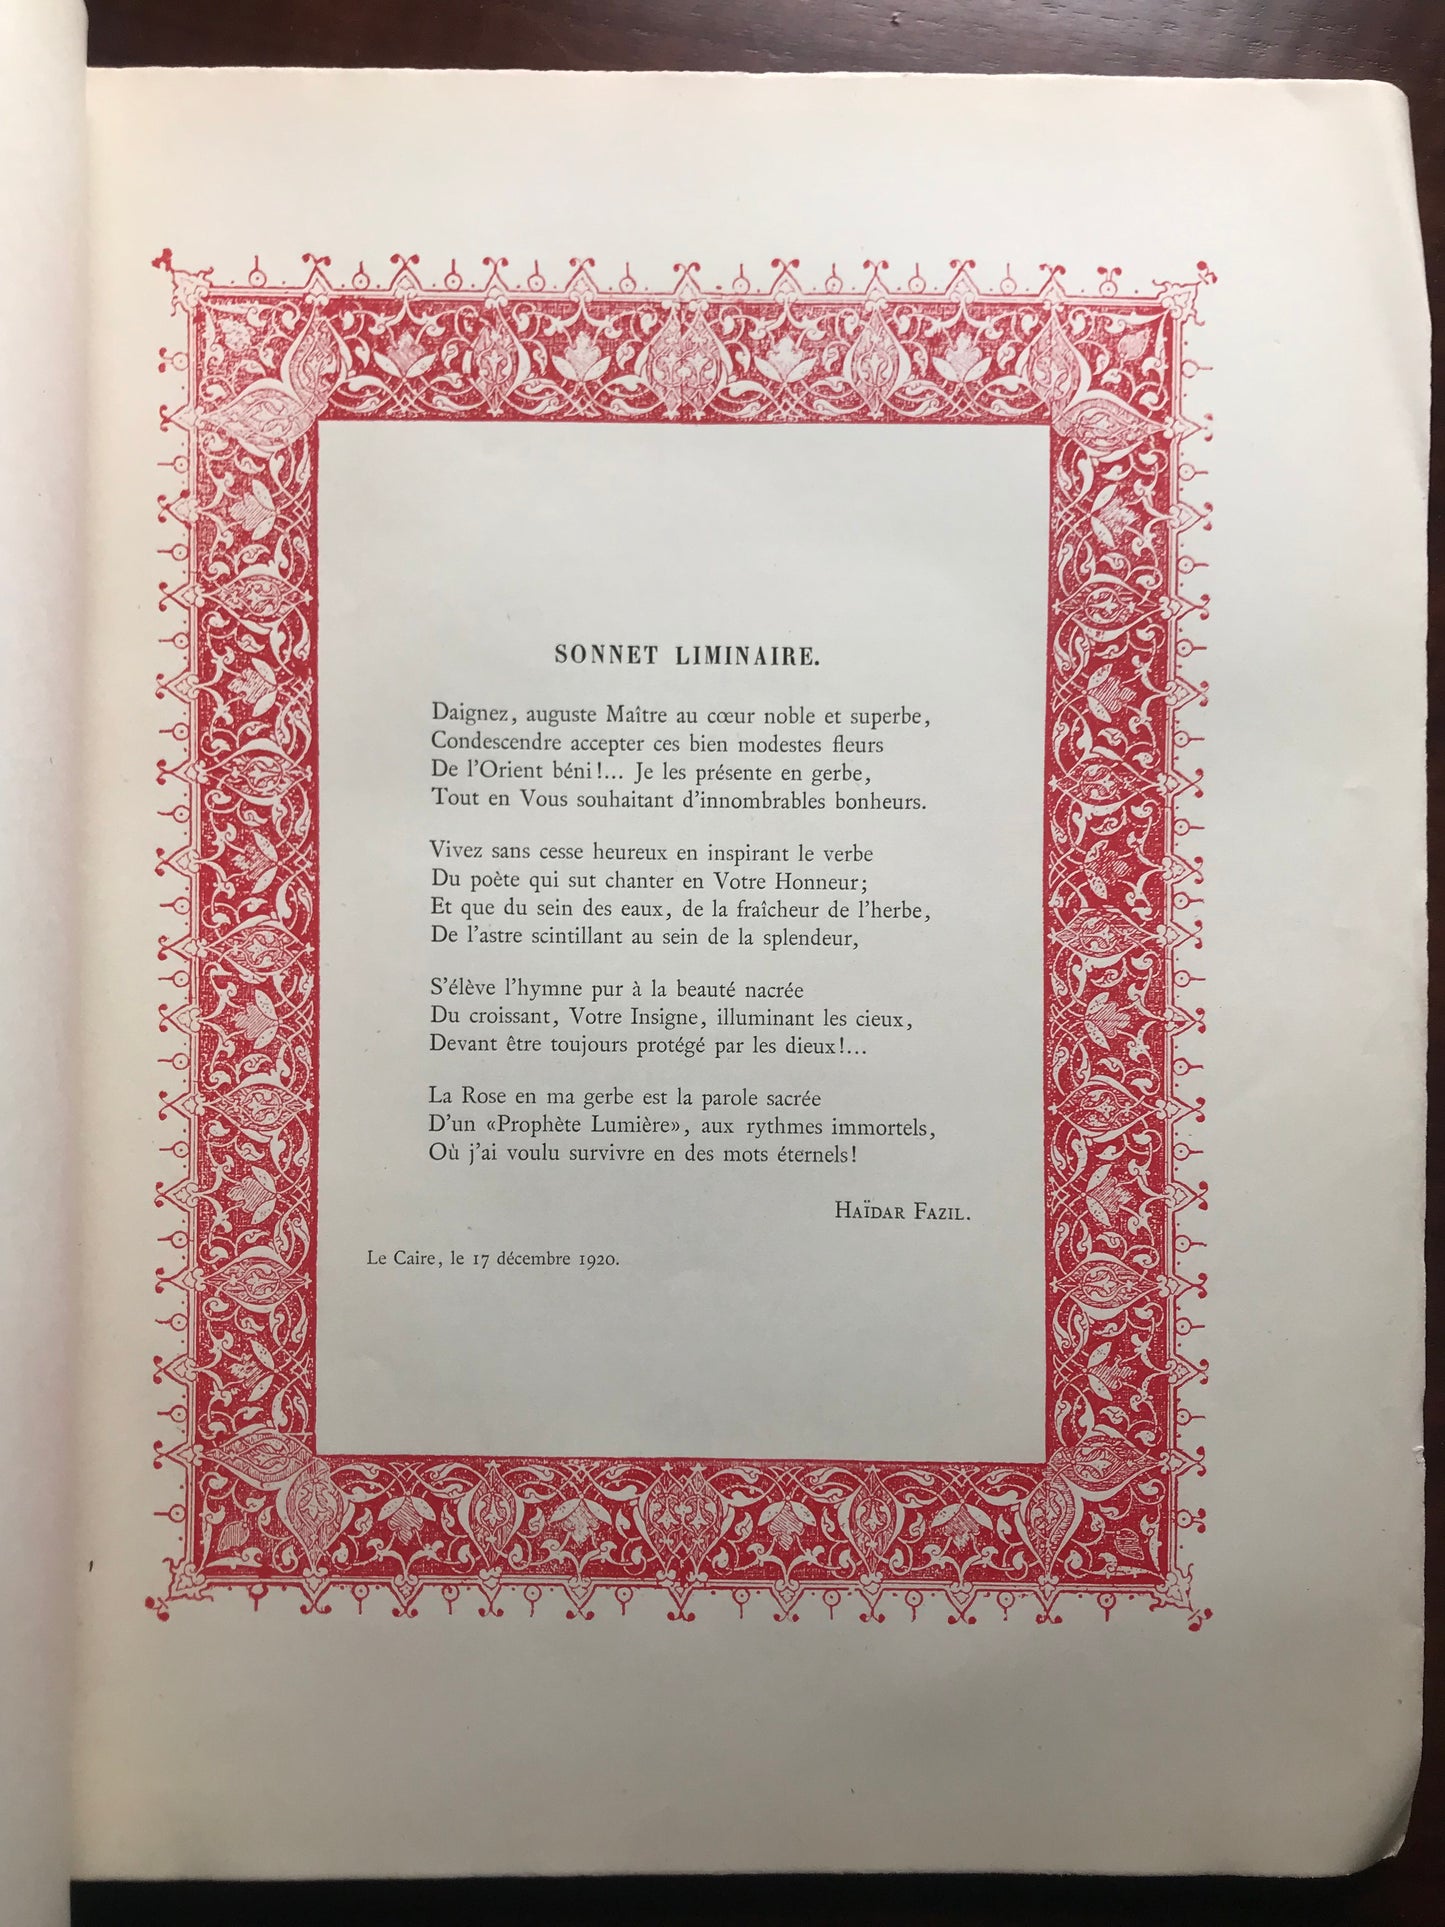 SONNET LIMINAIRE.
Daignez, auguste Maître au cœur noble et superbe,
Condescendre accepter ces bien modestes fleurs
De l'Orient béni!... Je les présente en gerbe,
Tout en Vous souhaitant d'innombrables bonheurs.
Vivez sans cesse heureux en inspirant le verbe
Du poète qui sut chanter en Votre Honneur;
Et que du sein des eaux, de la fraîcheur de l'herbe,
De l'astre scintillant au sein de la splendeur,
S'élève l'hymne pur à la beauté nacrée
Du croissant, Votre Insigne, illuminant les cieux,
Devant être toujours protégé par les dieux!...
La Rose en ma gerbe est la parole sacrée
D'un «Prophète Lumière», aux rythmes immortels,
Où j'ai voulu survivre en des mots éternels!
HAÏDAR FAZIL.
Le Caire, le 17 décembre 1920.